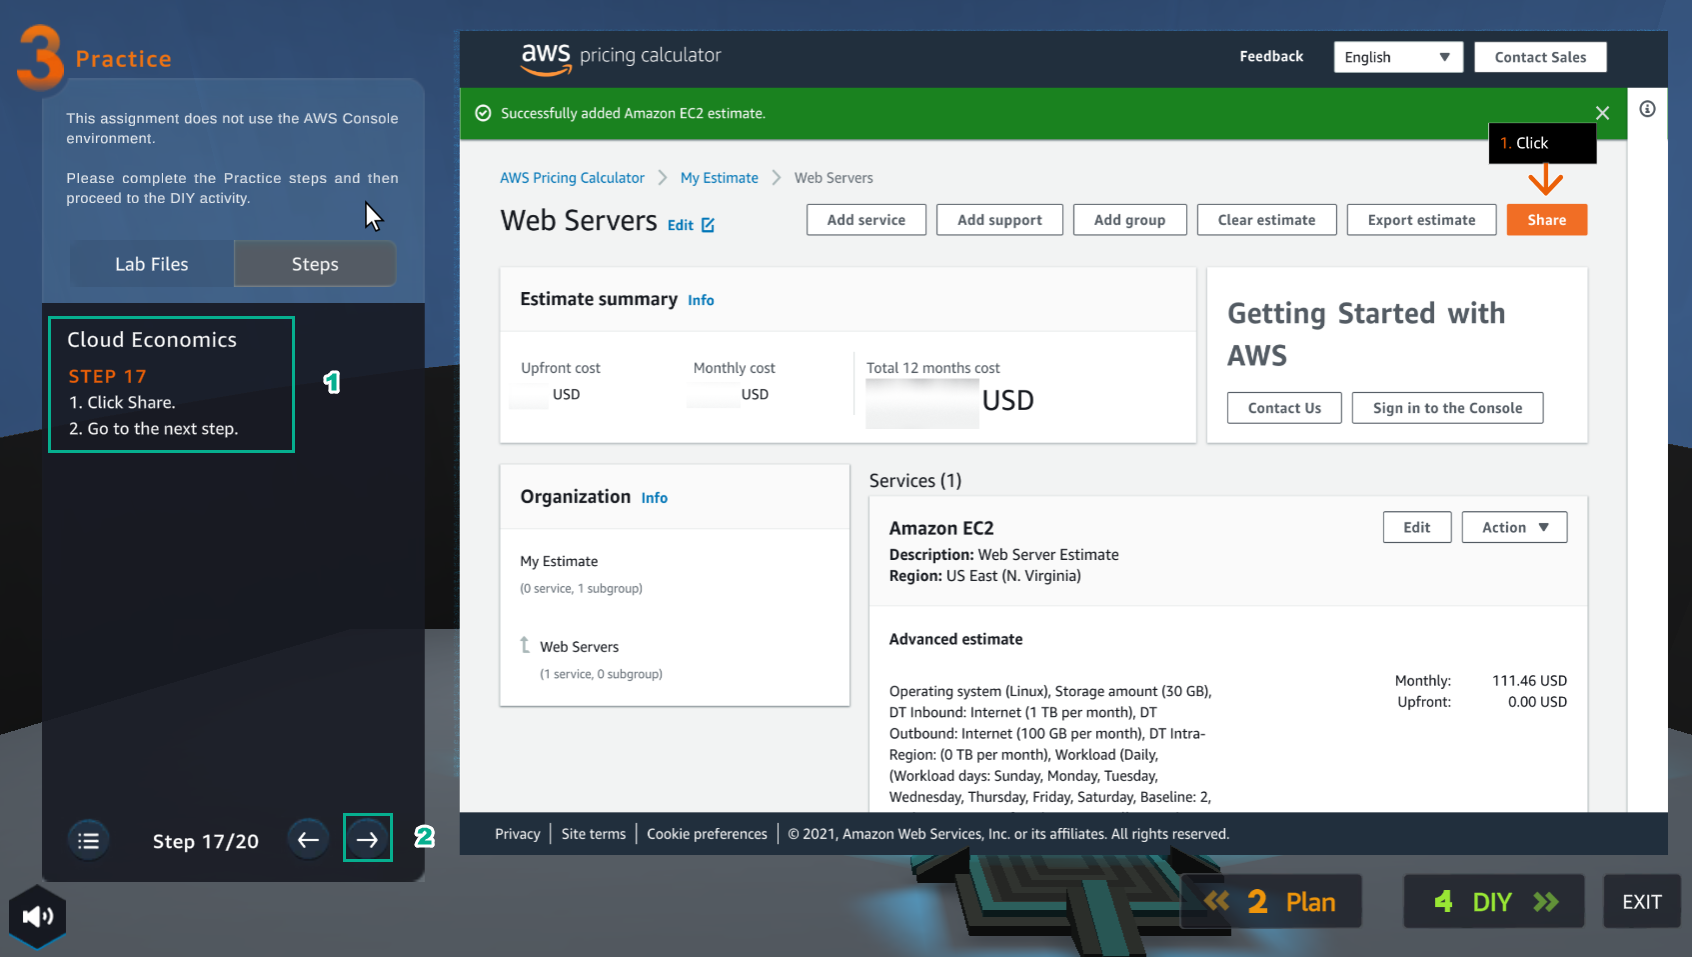 3 Practice
This assignment does not use the AWS Console
environment.
Please complete the Practice steps and then
proceed to the DIY activity.
Lab Files
Steps
Cloud Economics
STEP 17
1. Click Share.
2. Go to the next step.
1
Step 17/20
2
aws pricing calculator
Feedback
English
Contact Sales
Successfully added Amazon EC2 estimate.
1. Click
AWS Pricing Calculator
My Estimate
Web Servers
Web Servers
Edit
Add service
Add support
Add group
Clear estimate
Export estimate
Share
Estimate summary Info
Upfront cost
USD
Monthly cost
USD
Total 12 months cost
USD
Getting Started with
AWS
Contact Us
Sign in to the Console
Organization Info
My Estimate
(0 service, 1 subgroup)
Web Servers
(1 service, 0 subgroup)
Services (1)
Amazon EC2
Edit
Action
Description: Web Server Estimate
Region: US East (N. Virginia)
Advanced estimate
Operating system (Linux), Storage amount (30 GB),
DT Inbound: Internet (1 TB per month), DT
Outbound: Internet (100 GB per month), DT Intra-
Region: (0 TB per month), Workload (Daily,
(Workload days: Sunday, Monday, Tuesday,
Wednesday, Thursday, Friday, Saturday, Baseline: 2,
Monthly: 111.46 USD
Upfront: 0.00 USD
Privacy
Site terms
Cookie preferences
© 2021, Amazon Web Services, Inc. or its affiliates. All rights reserved.
2 Plan
4 DIY
EXIT